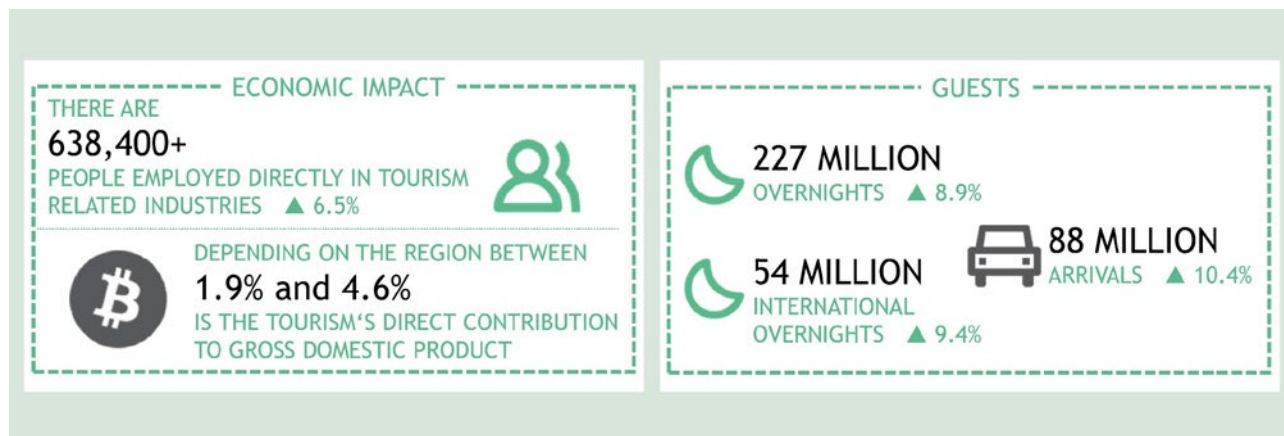 ECONOMIC IMPACT
THERE ARE
638,400+
PEOPLE EMPLOYED DIRECTLY IN TOURISM
RELATED INDUSTRIES ▲ 6.5%
DEPENDING ON THE REGION BETWEEN
1.9% and 4.6%
IS THE TOURISM‘S DIRECT CONTRIBUTION
TO GROSS DOMESTIC PRODUCT
GUESTS
227 MILLION
OVERNIGHTS ▲ 8.9%
88 MILLION
ARRIVALS ▲ 10.4%
54 MILLION
INTERNATIONAL
OVERNIGHTS ▲ 9.4%